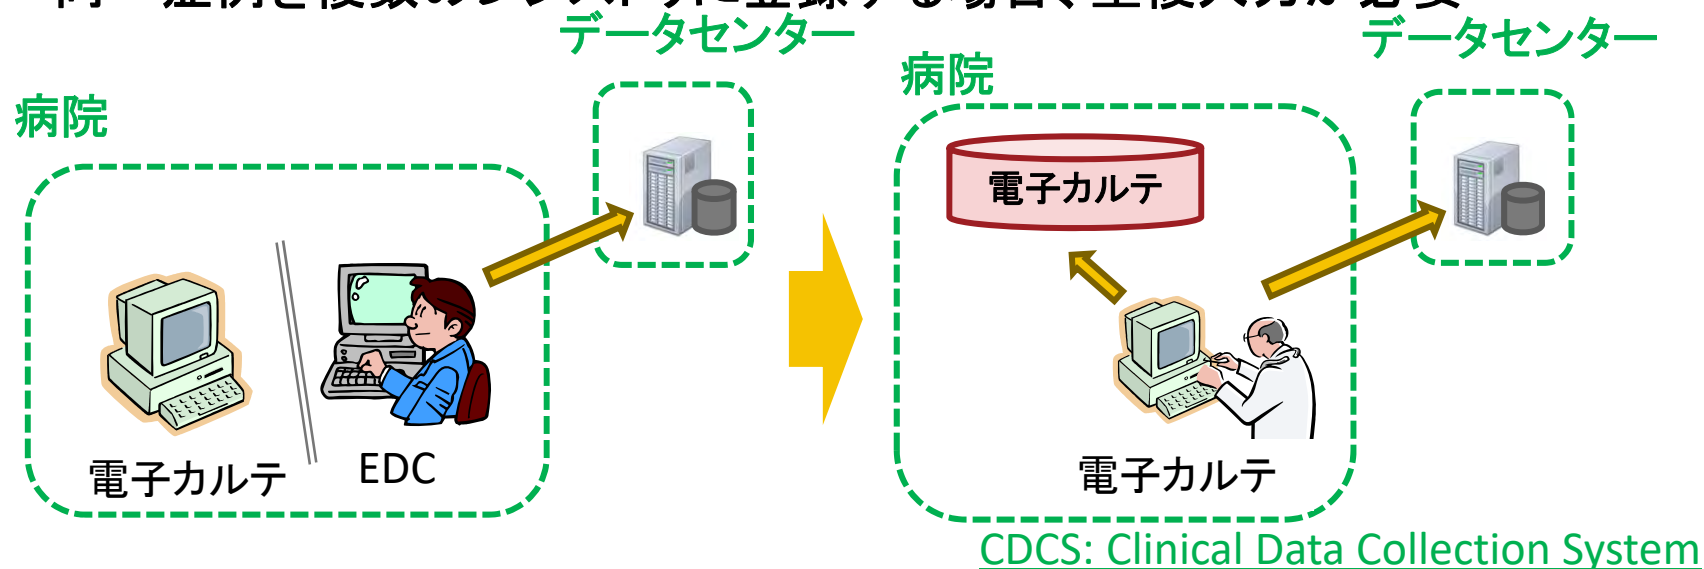 データセンター
データセンター
病院
病院
電子カルテ
電子カルテ
EDC
電子カルテ
CDCS: Clinical Data Collection System